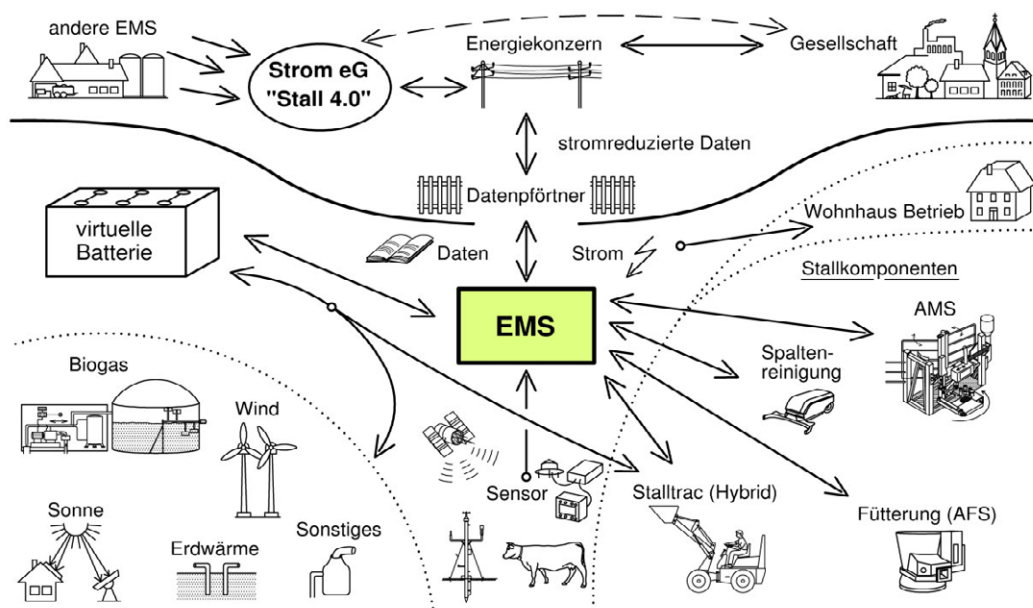 andere EMS
Strom eG
"Stall 4.0"
Energiekonzern
Gesellschaft
stromreduzierte Daten
Datenpförtner
virtuelle
Batterie
Daten
Strom
Wohnhaus Betrieb
Stallkomponenten
EMS
AMS
Spalten-
reinigung
Biogas
Wind
Sensor
Stalltrac (Hybrid)
Fütterung (AFS)
Sonne
Erdwärme
Sonstiges